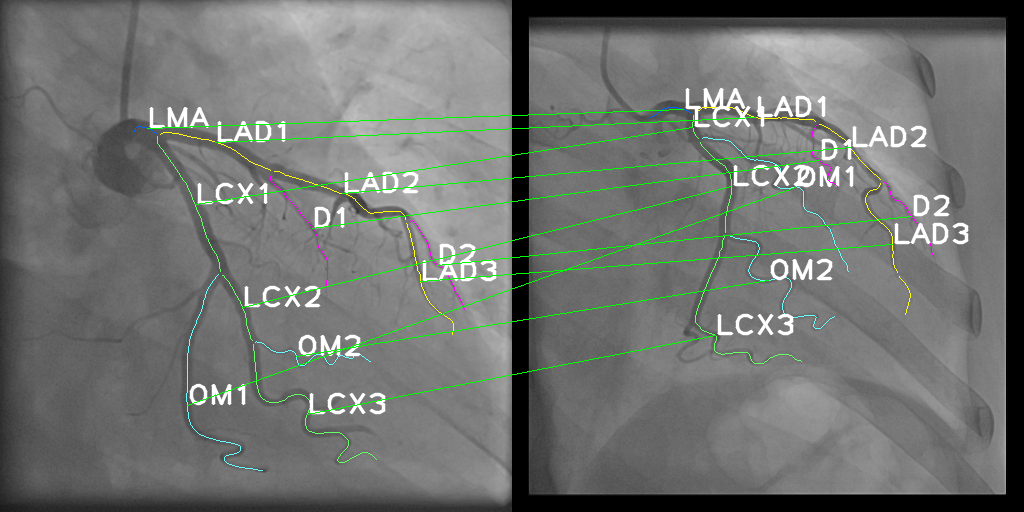 LMA
LAD1
LCX1
LAD2
D1
D2
LAD3
LCX2
OM2
OM1
LCX3
LMA
LAD1
LCX1
LAD2
D1
LCX2
OM1
D2
LAD3
OM2
LCX3